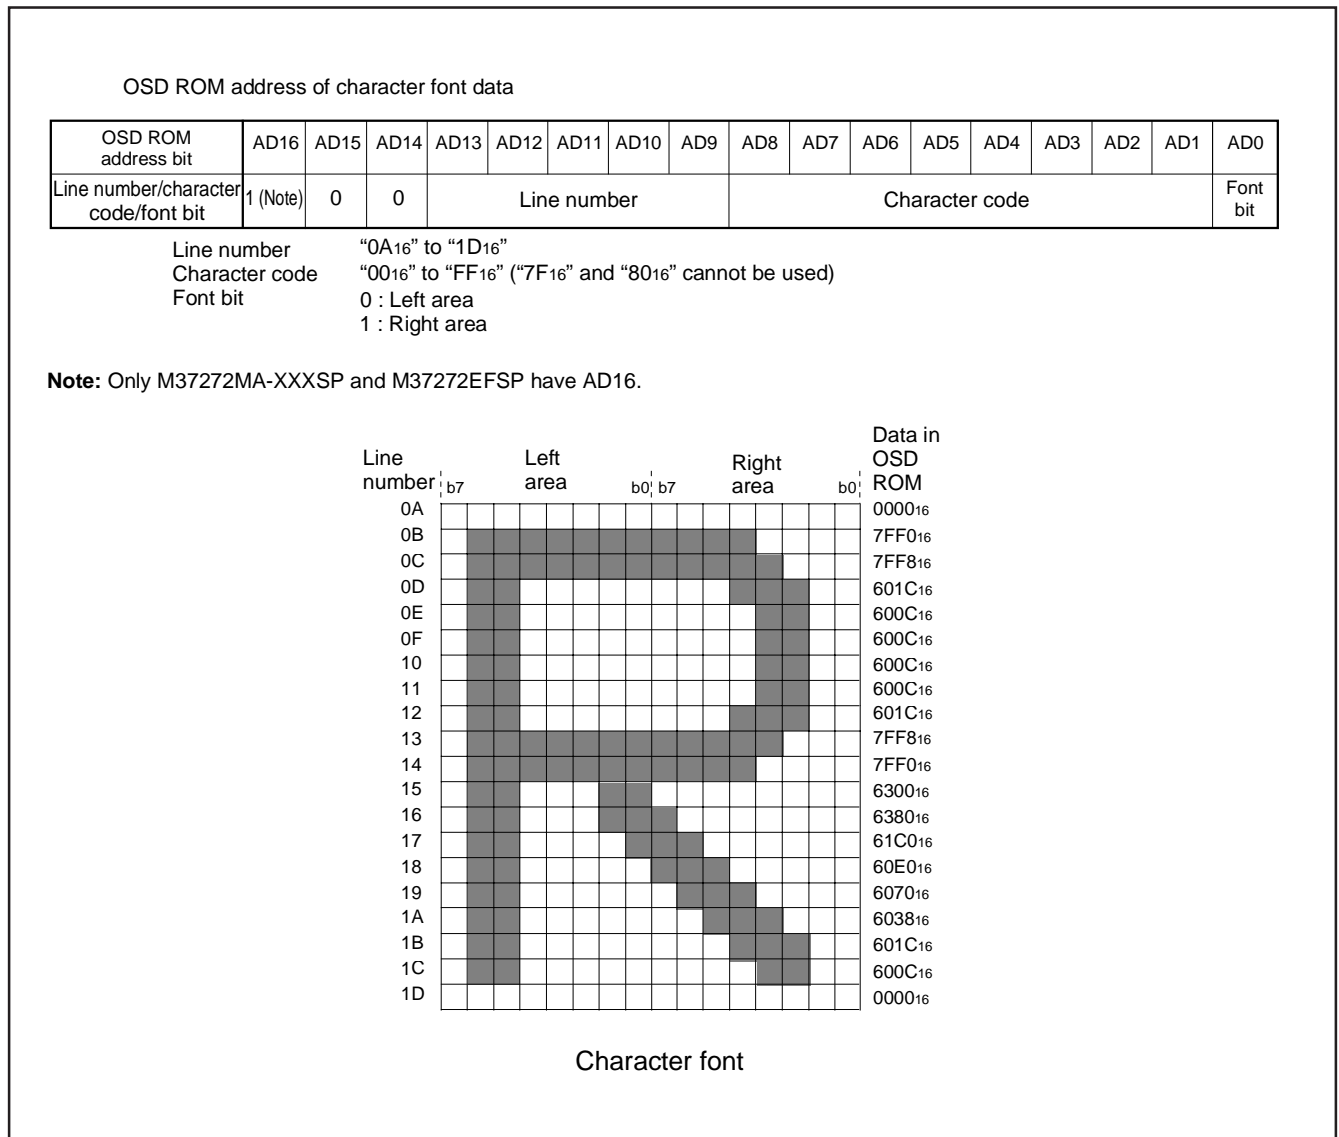 OSD ROM address of character font data
OSD ROM address bit AD16 AD15 AD14 AD13 AD12 AD11 AD10 AD9 AD8 AD7 AD6 AD5 AD4 AD3 AD2 AD1 AD0
Line number/character code/font bit 1 (Note) 0 0 Line number Character code Font bit
Line number “0A16” to “1D16”
Character code “0016” to “FF16” (“7F16” and “8016” cannot be used)
Font bit 0 : Left area
1 : Right area
Note: Only M37272MA-XXXSP and M37272EFSP have AD16.
Line number Left area Right area Data in OSD ROM
b7 b0 b7 b0
0A 000016
0B 7FF016
0C 7FF816
0D 601C16
0E 600C16
0F 600C16
10 600C16
11 600C16
12 601C16
13 7FF816
14 7FF016
15 630016
16 638016
17 61C016
18 60E016
19 607016
1A 603816
1B 601C16
1C 600C16
1D 000016
Character font